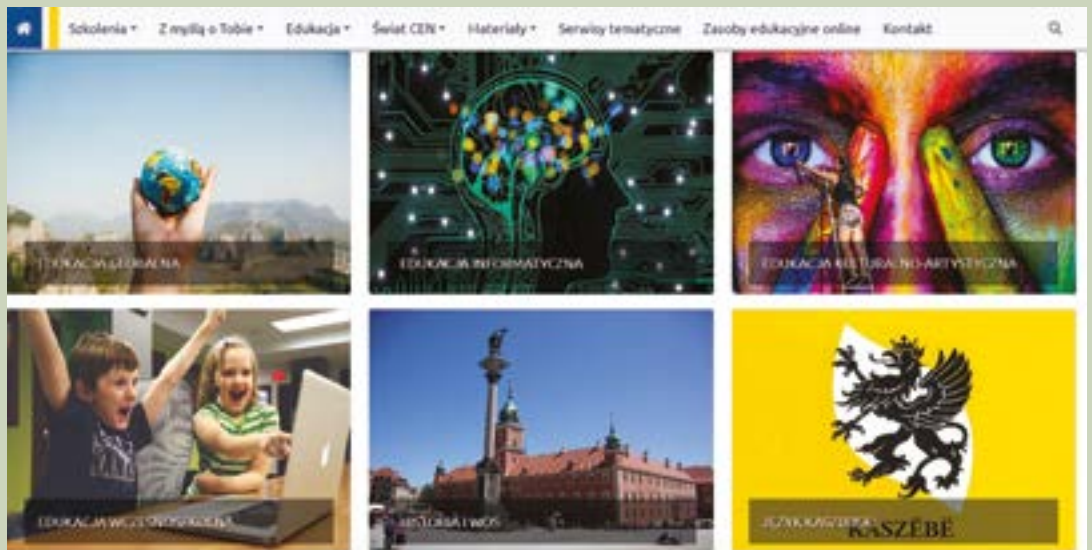 Szkolenia Z myślą o Tobie Edukacja Świat CEN Materiały Serwisy tematyczne Zasoby edukacyjne online Kontakt
EDUKACJA GLOBALNA
EDUKACJA INFORMATYCZNA
EDUKACJA KULTURALNO-ARTYSTYCZNA
EDUKACJA WCZESNOSZKOLNA
HISTORIA I WOS
JĘZYK KASZUBSKI
KASZËBË